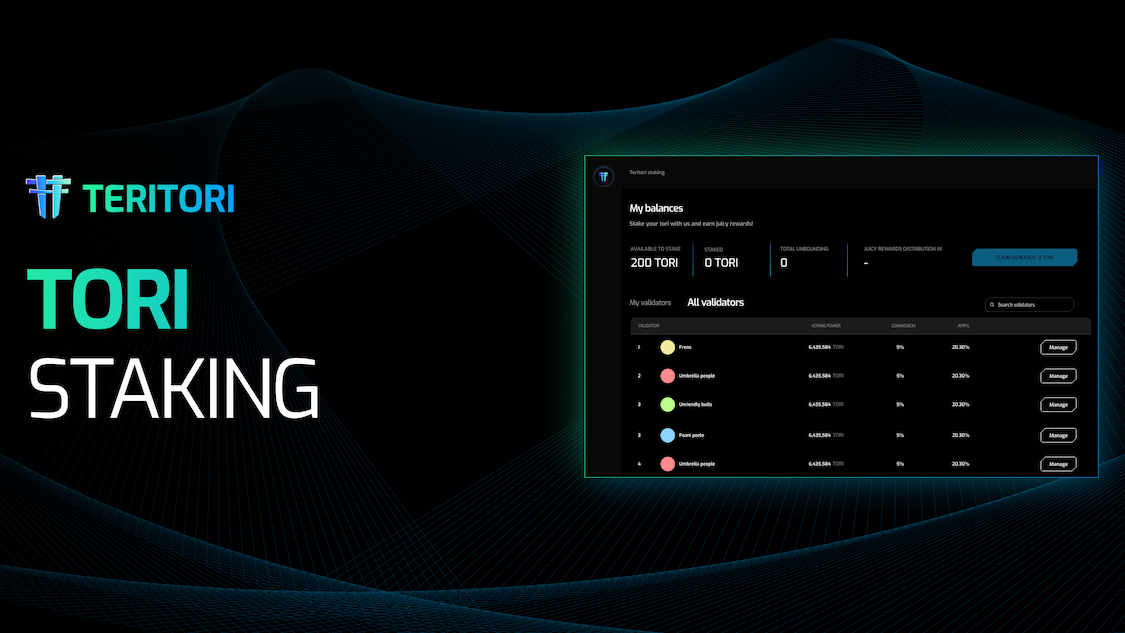 TERITORI
TORI
STAKING
Teritori staking
My balances
Stake your tori with us and earn juicy rewards!
AVAILABLE TO STAKE STAKED TOTAL UNBOUNDING JUICY REWARDS DISTRIBUTION IN
200 TORI 0 TORI 0 -
CLAIM REWARDS: 0 TORI
My validators All validators Search validators
VALIDATOR VOTING POWER COMMISSION APR%
1 Frens 6,435,584 TORI 5% 20.30% Manage
2 Umbrella people 6,435,584 TORI 5% 20.30% Manage
3 Unriendly bulls 6,435,584 TORI 5% 20.30% Manage
3 Paani pesto 6,435,584 TORI 5% 20.30% Manage
4 Umbrella people 6,435,584 TORI 5% 20.30% Manage